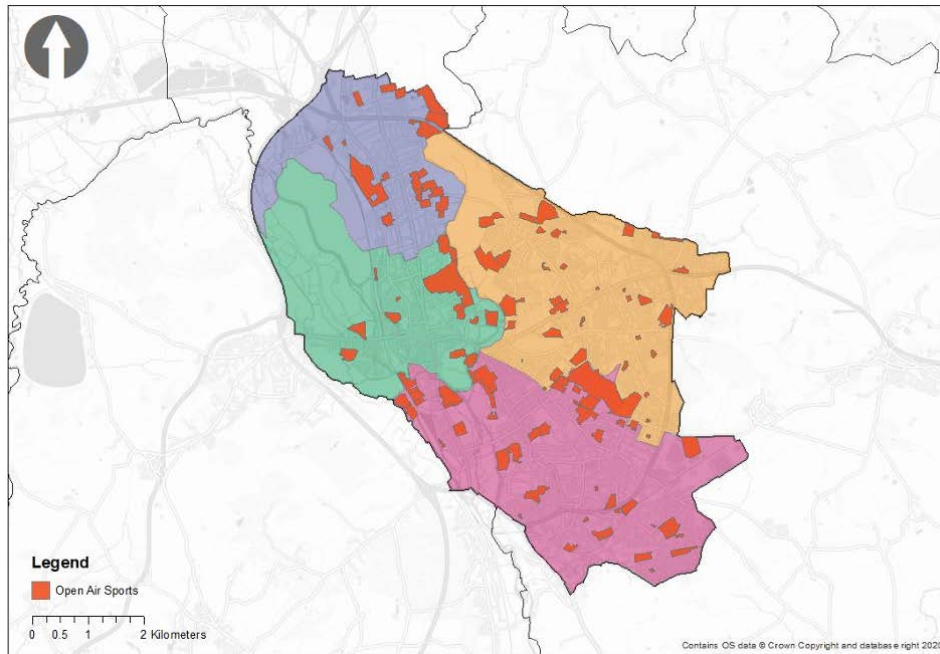 Legend
Open Air Sports
0 0.5 1 2 Kilometers
Contains OS data © Crown Copyright and database right 2020